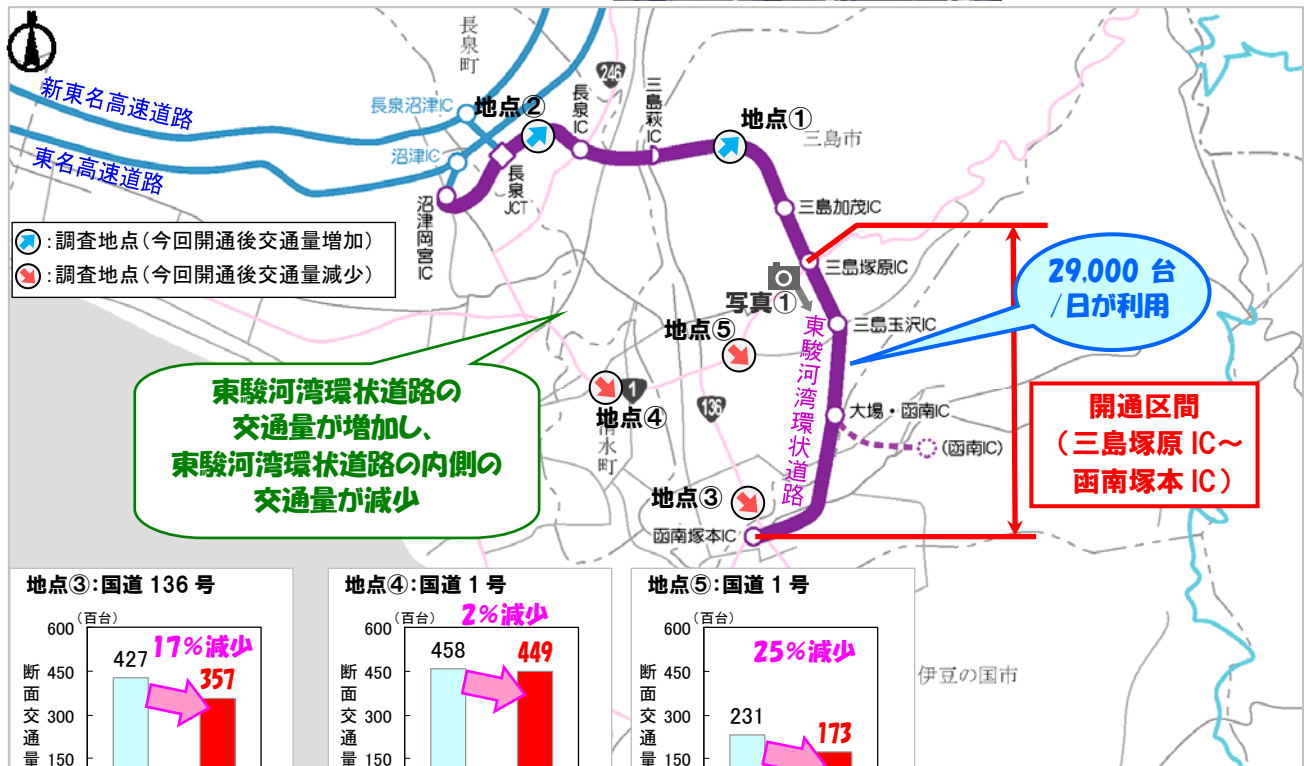 長泉町
新東名高速道路
東名高速道路
長泉沼津IC
地点②
沼津IC
長泉JCT
沼津岡宮IC
長泉IC
246
三島萩IC
地点①
三島市
三島加茂IC
三島塚原IC
写真①
三島玉沢IC
東駿河湾環状道路
大場・函南IC
(函南IC)
函南塚本IC
:調査地点(今回開通後交通量増加)
:調査地点(今回開通後交通量減少)
29,000 台
/日が利用
開通区間
(三島塚原 IC～
函南塚本 IC)
東駿河湾環状道路の
交通量が増加し、
東駿河湾環状道路の内側の
交通量が減少
地点⑤
地点④
1
136
清水町
地点③
伊豆の国市
地点③:国道 136 号
(百台)
600
450
300
150
断面交通量
427
17%減少
357
地点④:国道 1 号
(百台)
600
450
300
150
断面交通量
458
2%減少
449
地点⑤:国道 1 号
(百台)
600
450
300
150
断面交通量
231
25%減少
173